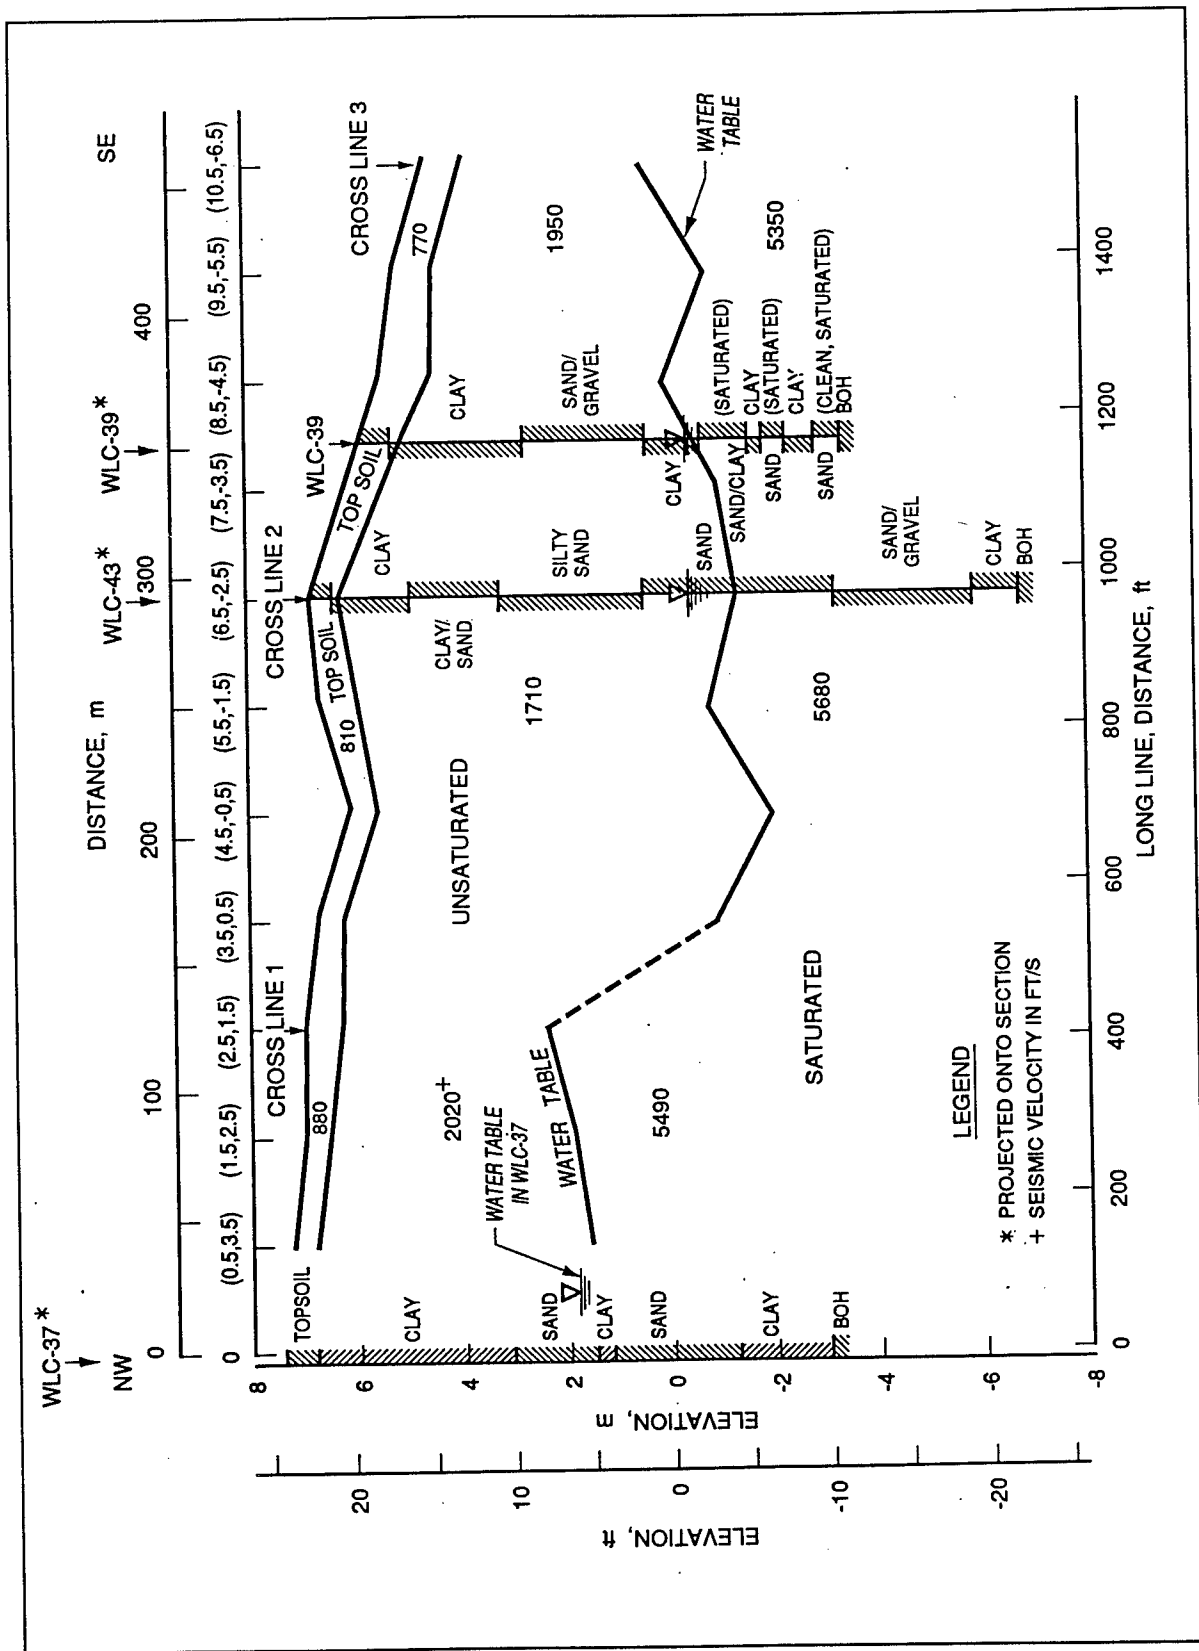 WLC-37*
WLC-43*
WLC-39*
NW
DISTANCE, m
SE
0
100
200
300
400
0
(0.5,3.5)
(1.5,2.5)
(2.5,1.5)
(3.5,0.5)
(4.5,-0,5)
(5.5,-1.5)
(6.5,-2.5)
(7.5,-3.5)
(8.5,-4.5)
(9.5,-5.5)
(10.5,-6.5)
CROSS LINE 1
CROSS LINE 2
WLC-39
CROSS LINE 3
TOPSOIL
880
810
TOP SOIL
TOP SOIL
770
CLAY
SAND
CLAY
SAND
CLAY
BOH
WATER TABLE
IN WLC-37
2020+
UNSATURATED
1710
1950
WATER TABLE
5490
SATURATED
5680
5350
CLAY
CLAY/
SAND
SILTY
SAND
SAND
SAND/
GRAVEL
CLAY
BOH
CLAY
SAND/
GRAVEL
CLAY
SAND/CLAY
(SATURATED)
CLAY
SAND
(SATURATED)
CLAY
SAND
(CLEAN, SATURATED)
BOH
WATER
TABLE
LEGEND
* PROJECTED ONTO SECTION
+ SEISMIC VELOCITY IN FT/S
8
6
4
2
0
-2
-4
-6
-8
ELEVATION, m
20
10
0
-10
-20
ELEVATION, ft
0
200
400
600
800
1000
1200
1400
LONG LINE, DISTANCE, ft